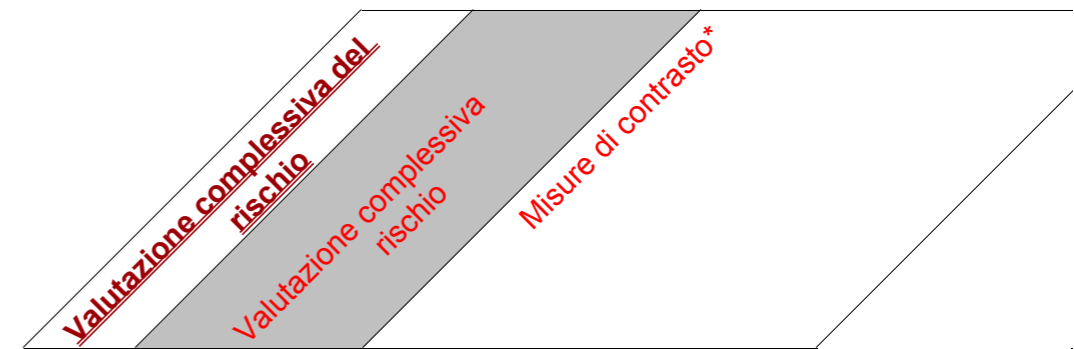 Valutazione complessiva del
rischio
Valutazione complessiva
rischio
Misure di contrasto*